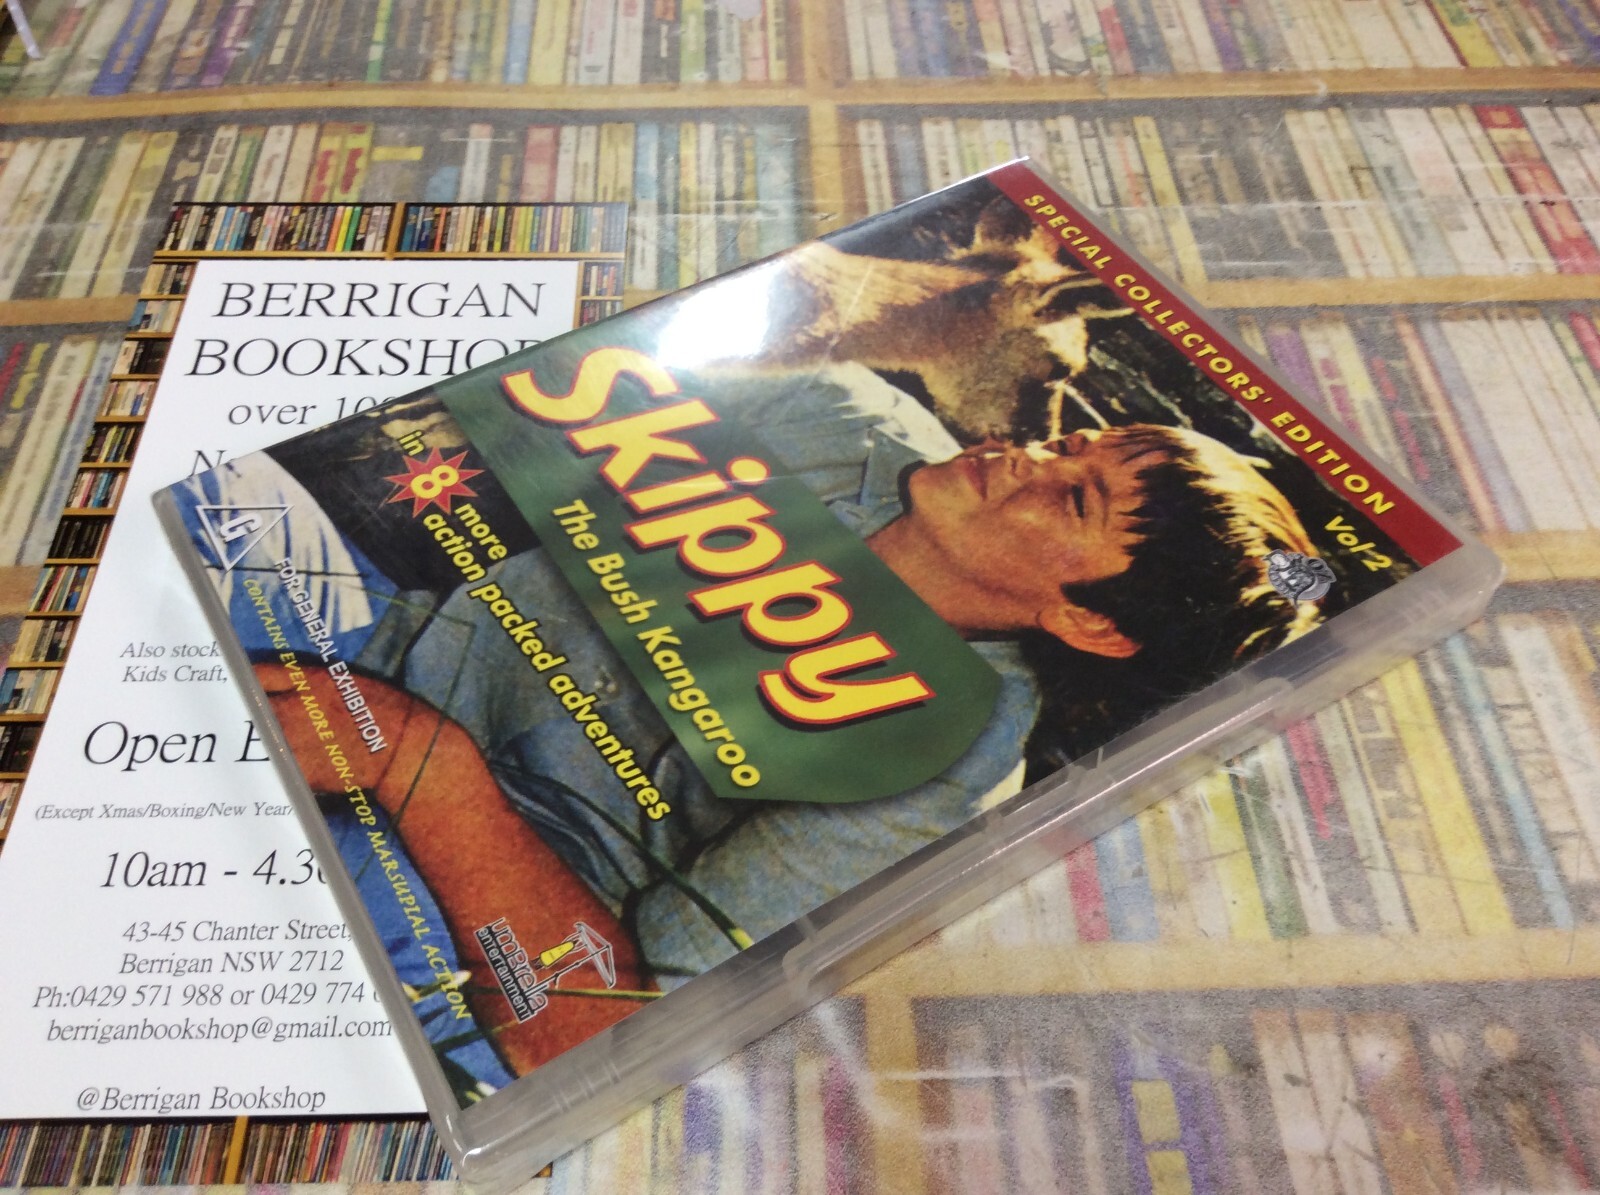 BERRIGAN
BOOKSHOP
over
Also stock
Kids Craft,
Open
(Except Xmas/Boxing/New Year/
10am - 4.30
43-45 Chanter Street,
Berrigan NSW 2712
Ph:0429 571 988 or 0429 774
berriganbookshop@gmail.com
@Berrigan Bookshop
SPECIAL COLLECTORS' EDITION
Vol 2
Skippy
The Bush Kangaroo
in 8 more
action packed adventures
G
FOR GENERAL EXHIBITION
CONTAINS EVEN MORE NON-STOP MARSUPIAL ACTION
umbrella
entertainment